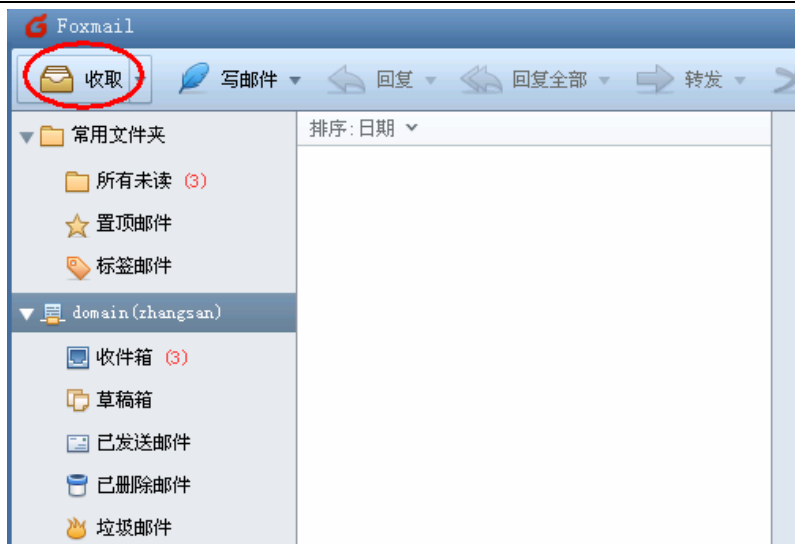 Foxmail
收取 写邮件 回复 回复全部 转发
常用文件夹 排序:日期
所有未读 (3)
置顶邮件
标签邮件
domain(zhangsan)
收件箱 (3)
草稿箱
已发送邮件
已删除邮件
垃圾邮件